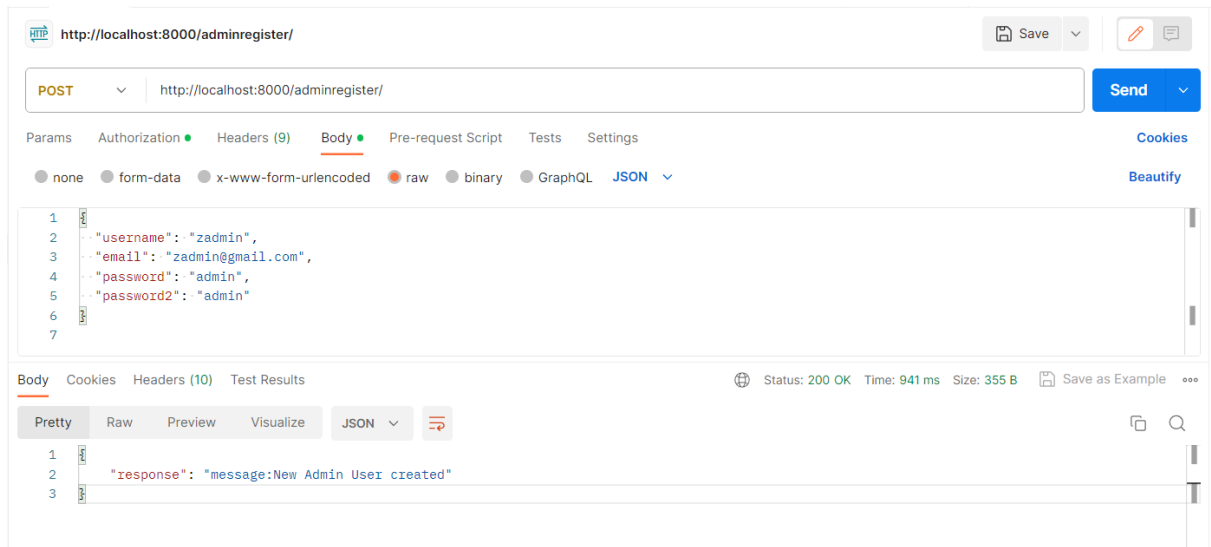 HTTP http://localhost:8000/adminregister/ Save
POST http://localhost:8000/adminregister/ Send
Params Authorization Headers (9) Body Pre-request Script Tests Settings Cookies
none form-data x-www-form-urlencoded raw binary GraphQL JSON Beautify
1 {
2 "username": "zadmin",
3 "email": "zadmin@gmail.com",
4 "password": "admin",
5 "password2": "admin"
6 }
7
Body Cookies Headers (10) Test Results Status: 200 OK Time: 941 ms Size: 355 B Save as Example
Pretty Raw Preview Visualize JSON
1 {
2 "response": "message:New Admin User created"
3 }